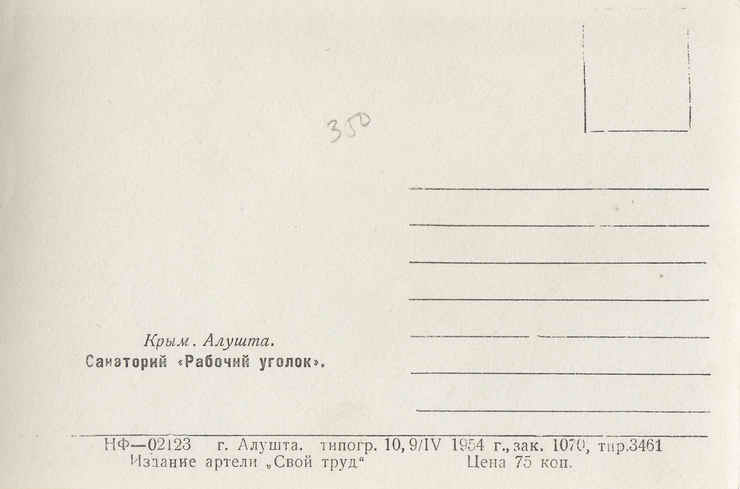 350
Крым. Алушта.
Санаторий «Рабочий уголок».
НФ—02123 г. Алушта. типогр. 10, 9/IV 1954 г., зак. 1070, тир.3461
Издание артели „Свой труд“ Цена 75 коп.